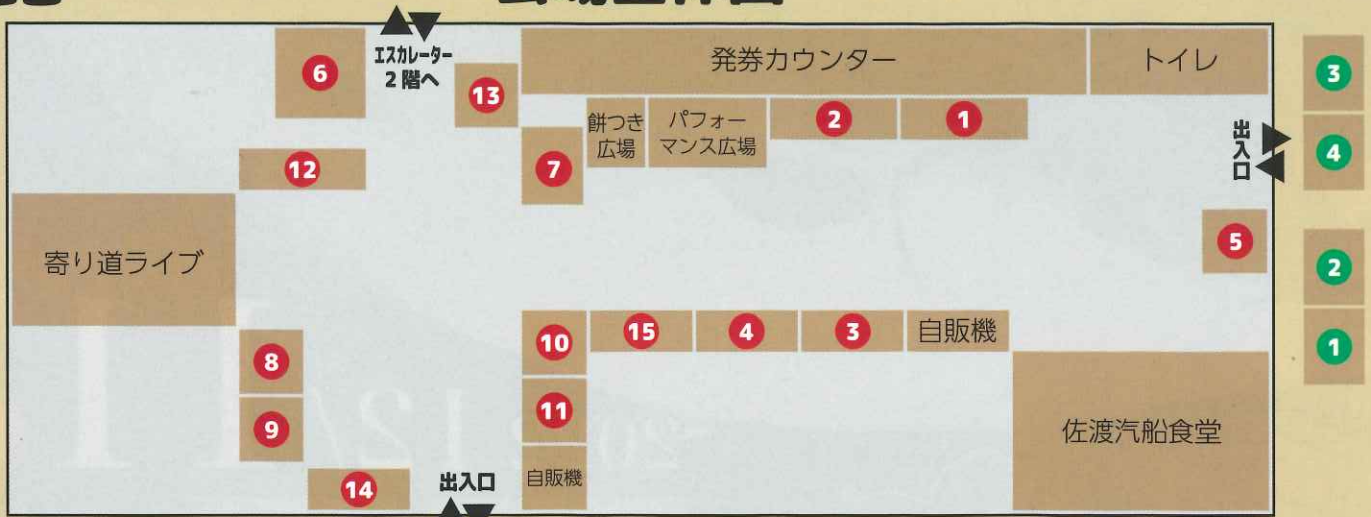 エスカレーター
2階へ
発券カウンター
トイレ
6
13
餅つき
広場
パフォー
マンス広場
2
1
3
出入口
4
12
7
寄り道ライブ
5
2
10
15
4
3
自販機
1
8
11
9
佐渡汽船食堂
14
出入口
自販機